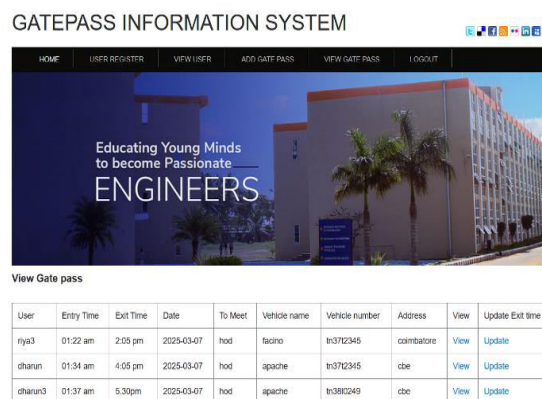 GATEPASS INFORMATION SYSTEM
HOME USER REGISTER VIEW USER ADD GATE PASS VIEW GATE PASS LOGOUT
Educating Young Minds
to become Passionate
ENGINEERS
View Gate pass
User Entry Time Exit Time Date To Meet Vehicle name Vehicle number Address View Update Exit time
riya3 01:22 am 2:05 pm 2025-03-07 hod facino tn37t2345 coimbatore View Update
dharun 01:34 am 4:05 pm 2025-03-07 hod apache tn37t2345 cbe View Update
dharun3 01:37 am 5.30pm 2025-03-07 hod apache tn38l0249 cbe View Update